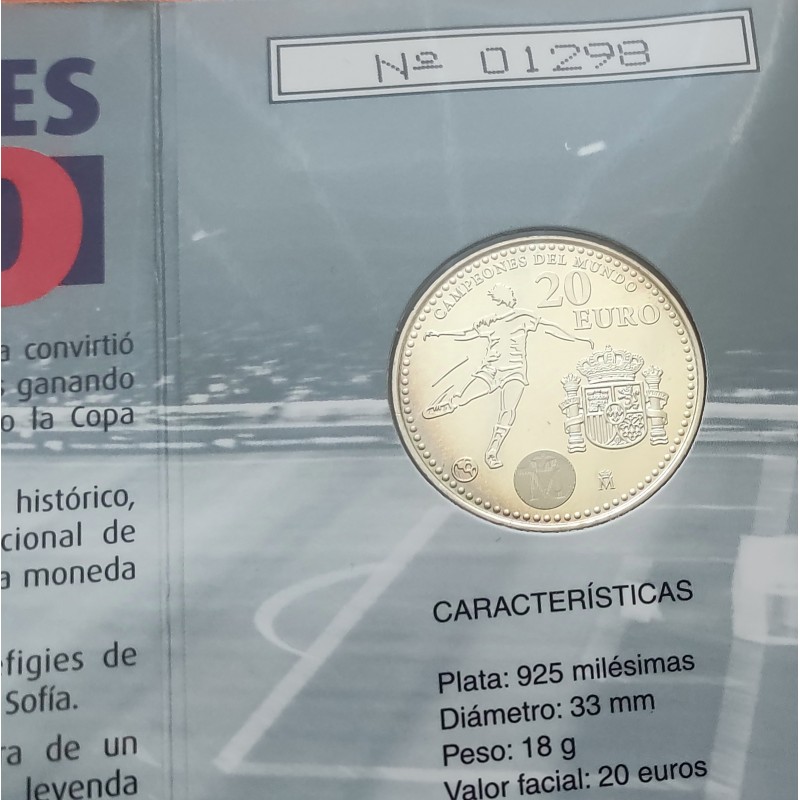 ES
O
a convirtió
s ganando
o la Copa
histórico,
cional de
a moneda
figies de
Sofía.
ra de un
leyenda
Nº 01298
CAMPEONES DEL MUNDO
20
EURO
M
M
CARACTERÍSTICAS
Plata: 925 milésimas
Diámetro: 33 mm
Peso: 18 g
Valor facial: 20 euros